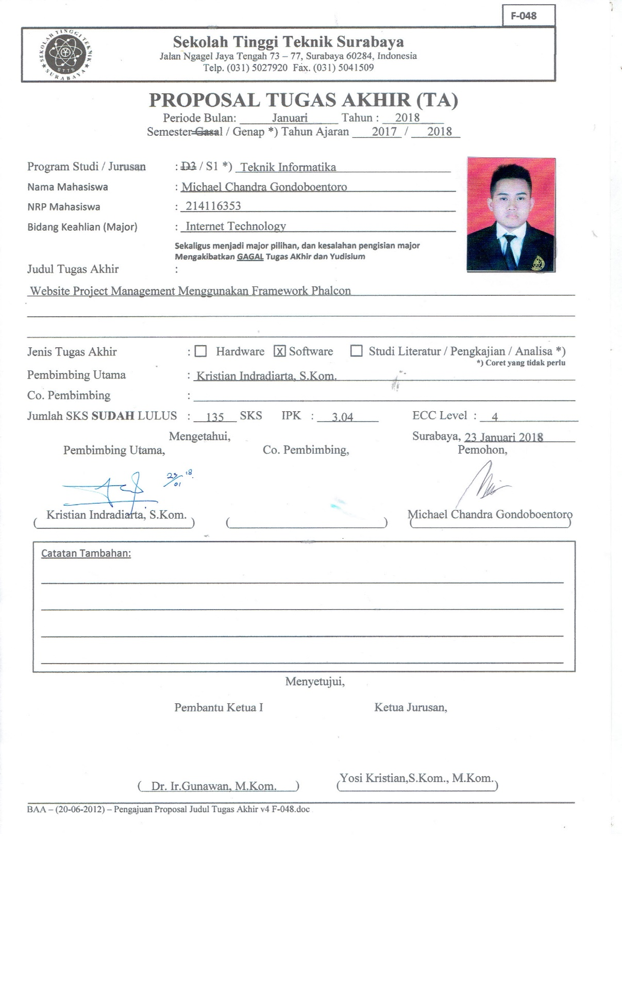 F-048
SEKOLAH TINGGI TEKNIK
SURABAYA
STTS
Sekolah Tinggi Teknik Surabaya
Jalan Ngagel Jaya Tengah 73 – 77, Surabaya 60284, Indonesia
Telp. (031) 5027920 Fax. (031) 5041509
PROPOSAL TUGAS AKHIR (TA)
Periode Bulan: Januari Tahun : 2018
Semester Gasal / Genap *) Tahun Ajaran 2017 / 2018
Program Studi / Jurusan : D3 / S1 *) Teknik Informatika
Nama Mahasiswa : Michael Chandra Gondoboentoro
NRP Mahasiswa : 214116353
Bidang Keahlian (Major) : Internet Technology
Sekaligus menjadi major pilihan, dan kesalahan pengisian major
Mengakibatkan GAGAL Tugas AKhir dan Yudisium
Judul Tugas Akhir :
Website Project Management Menggunakan Framework Phalcon
Jenis Tugas Akhir : Hardware X Software Studi Literatur / Pengkajian / Analisa *)
*) Coret yang tidak perlu
Pembimbing Utama : Kristian Indradiarta, S.Kom.
Co. Pembimbing :
Jumlah SKS SUDAH LULUS : 135 SKS IPK : 3.04 ECC Level : 4
Mengetahui, Surabaya, 23 Januari 2018
Pembimbing Utama, Co. Pembimbing, Pemohon,
23/01 18
( Kristian Indradiarta, S.Kom. ) ( ) ( Michael Chandra Gondoboentoro )
Catatan Tambahan:
Menyetujui,
Pembantu Ketua I Ketua Jurusan,
( Dr. Ir.Gunawan, M.Kom. ) ( Yosi Kristian,S.Kom., M.Kom. )
BAA – (20-06-2012) – Pengajuan Proposal Judul Tugas Akhir v4 F-048.doc